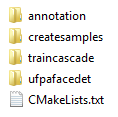 annotation
createsamples
traincascade
ufpafacedet
CMakeLists.txt